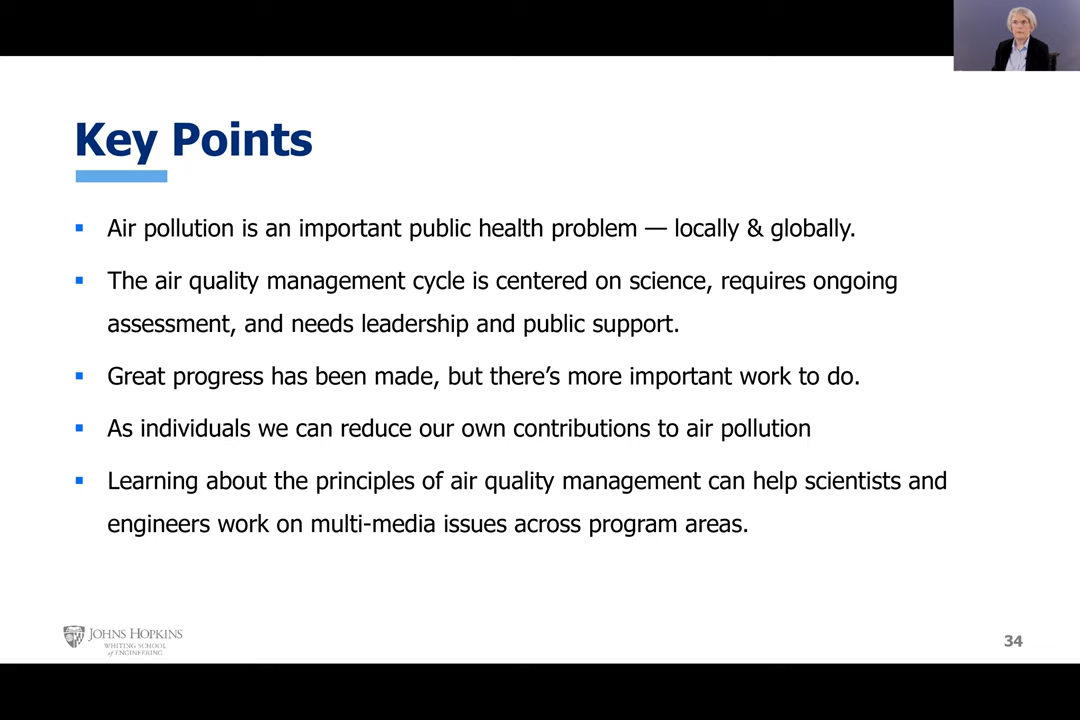 Key Points
▪ Air pollution is an important public health problem — locally & globally.
▪ The air quality management cycle is centered on science, requires ongoing
assessment, and needs leadership and public support.
▪ Great progress has been made, but there’s more important work to do.
▪ As individuals we can reduce our own contributions to air pollution
▪ Learning about the principles of air quality management can help scientists and
engineers work on multi-media issues across program areas.
JOHNS HOPKINS
WHITING SCHOOL
of ENGINEERING
34